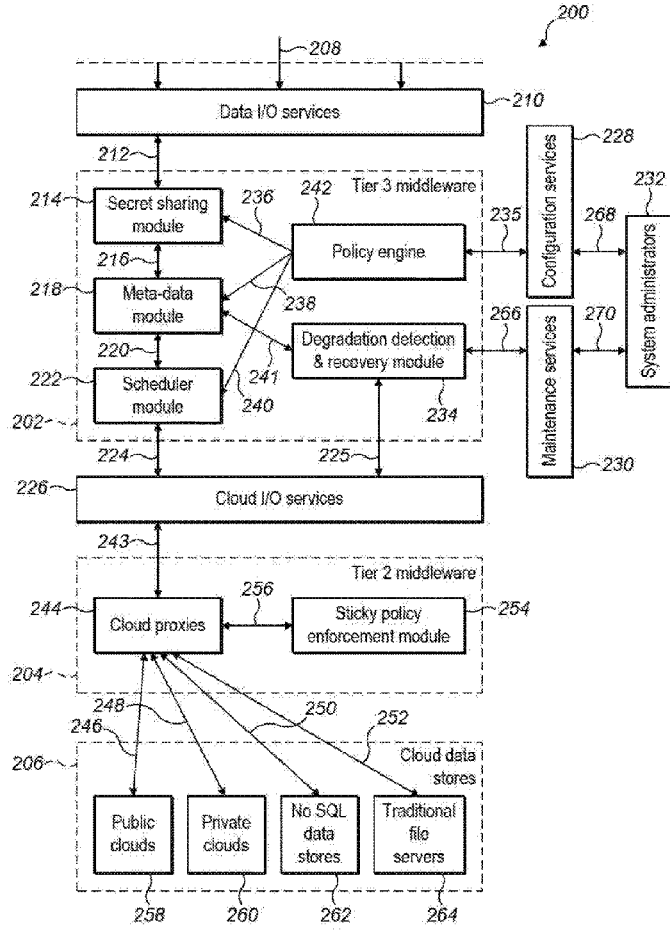 200
208
Data I/O services
210
212
Tier 3 middleware
214
Secret sharing
module
236
242
Policy engine
235
228
Configuration services
268
232
System administrators
216
218
Meta-data
module
238
Degradation detection
& recovery module
266
270
220
222
Scheduler
module
241
240
234
Maintenance services
230
202
224
225
226
Cloud I/O services
243
Tier 2 middleware
244
Cloud proxies
256
Sticky policy
enforcement module
254
204
246
248
250
252
206
Cloud data
stores
Public
clouds
Private
clouds
No SQL
data
stores
Traditional
file
servers
258
260
262
264